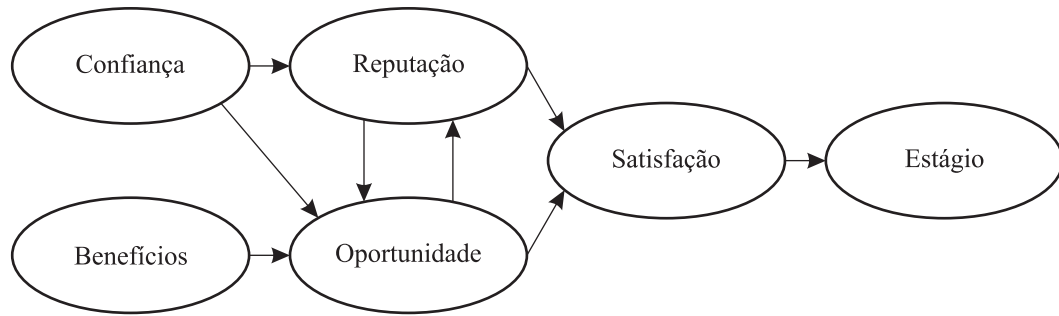 Confiança
Reputação
Satisfação
Estágio
Benefícios
Oportunidade